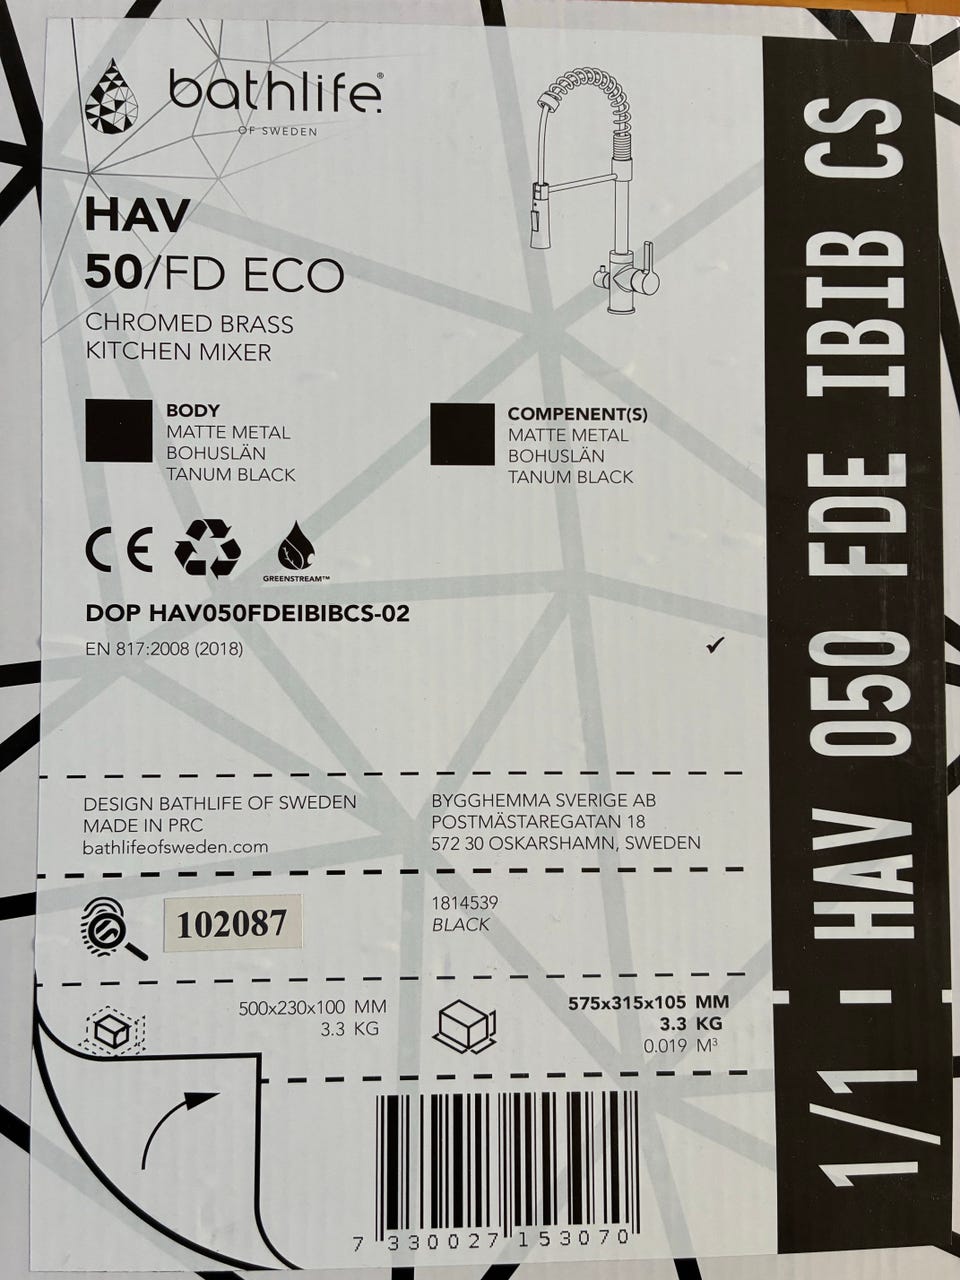 bathlife®
OF SWEDEN
HAV
50/FD ECO
CHROMED BRASS
KITCHEN MIXER
BODY
MATTE METAL
BOHUSLÄN
TANUM BLACK
COMPENENT(S)
MATTE METAL
BOHUSLÄN
TANUM BLACK
CE
GREENSTREAM™
DOP HAV050FDEIBIBCS-02
EN 817:2008 (2018)
✓
DESIGN BATHLIFE OF SWEDEN
MADE IN PRC
bathlifeofsweden.com
BYGGHEMMA SVERIGE AB
POSTMÄSTAREGATAN 18
572 30 OSKARSHAMN, SWEDEN
102087
1814539
BLACK
500x230x100 MM
3.3 KG
575x315x105 MM
3.3 KG
0.019 M³
7 330027 153070
1/1 - HAV 050 FDE IBIB CS